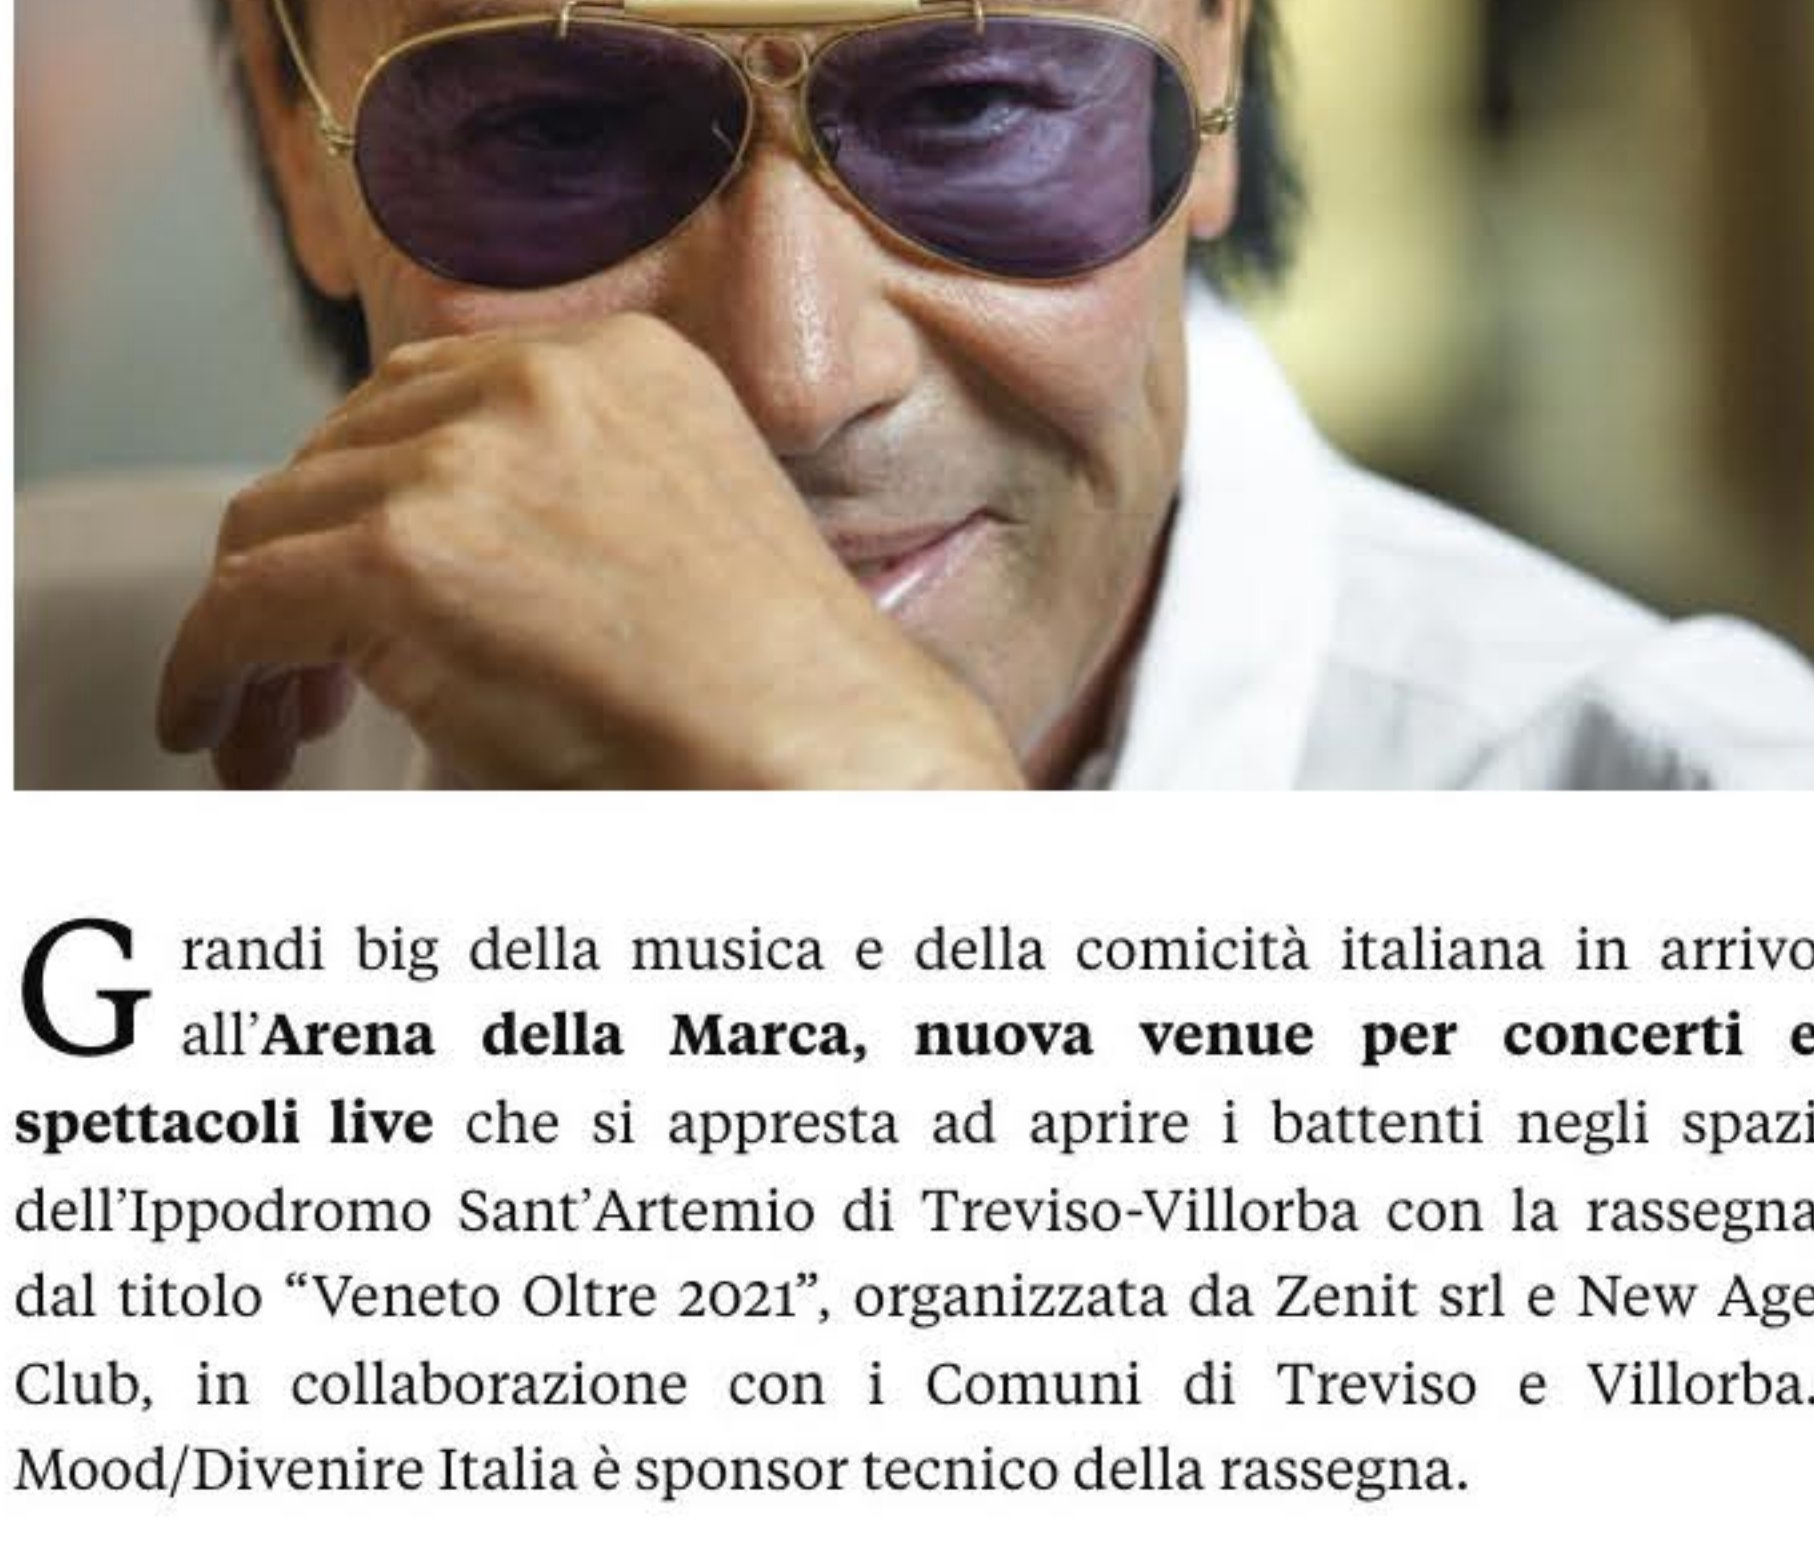 Grandi big della musica e della comicità italiana in arrivo
all'Arena della Marca, nuova venue per concerti e
spettacoli live che si appresta ad aprire i battenti negli spazi
dell'Ippodromo Sant'Artemio di Treviso-Villorba con la rassegna
dal titolo “Veneto Oltre 2021”, organizzata da Zenit srl e New Age
Club, in collaborazione con i Comuni di Treviso e Villorba.
Mood/Divenire Italia è sponsor tecnico della rassegna.